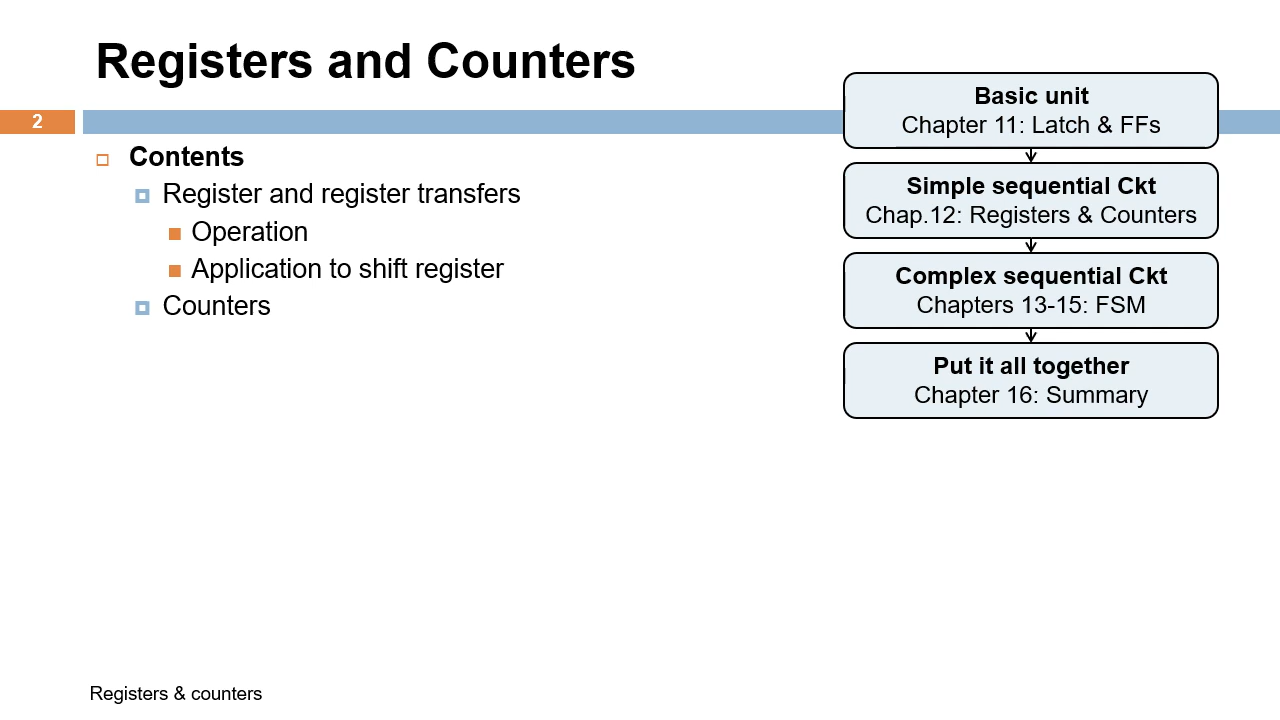 Registers and Counters
2
Contents
Register and register transfers
Operation
Application to shift register
Counters
Basic unit
Chapter 11: Latch & FFs
Simple sequential Ckt
Chap.12: Registers & Counters
Complex sequential Ckt
Chapters 13-15: FSM
Put it all together
Chapter 16: Summary
Registers & counters